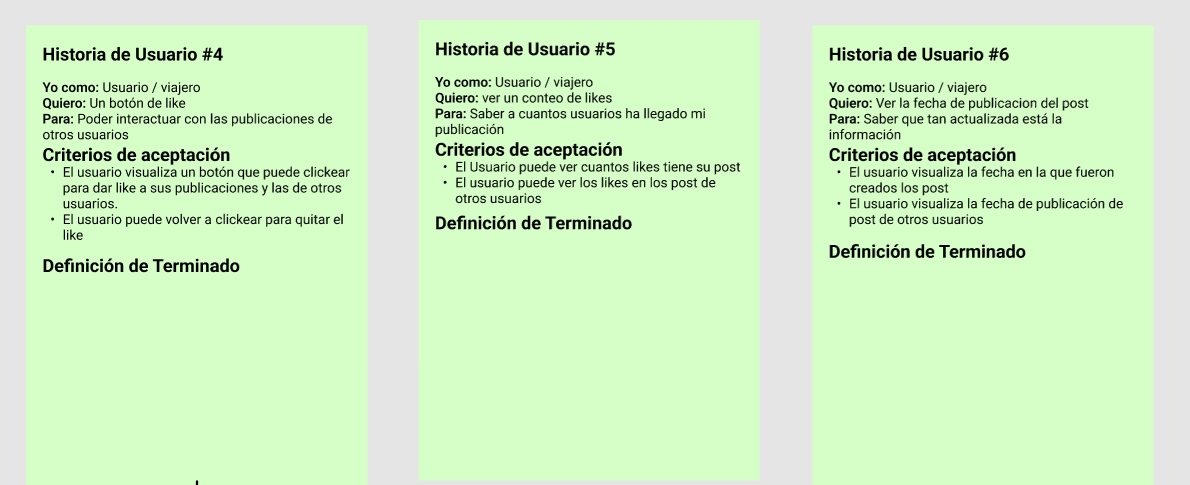 Historia de Usuario #4
Yo como: Usuario / viajero
Quiero: Un botón de like
Para: Poder interactuar con las publicaciones de
otros usuarios
Criterios de aceptación
• El usuario visualiza un botón que puede clickear
para dar like a sus publicaciones y las de otros
usuarios.
• El usuario puede volver a clickear para quitar el
like
Definición de Terminado
Historia de Usuario #5
Yo como: Usuario / viajero
Quiero: ver un conteo de likes
Para: Saber a cuantos usuarios ha llegado mi
publicación
Criterios de aceptación
• El Usuario puede ver cuantos likes tiene su post
• El usuario puede ver los likes en los post de
otros usuarios
Definición de Terminado
Historia de Usuario #6
Yo como: Usuario / viajero
Quiero: Ver la fecha de publicacion del post
Para: Saber que tan actualizada está la
información
Criterios de aceptación
• El usuario visualiza la fecha en la que fueron
creados los post
• El usuario visualiza la fecha de publicación de
post de otros usuarios
Definición de Terminado